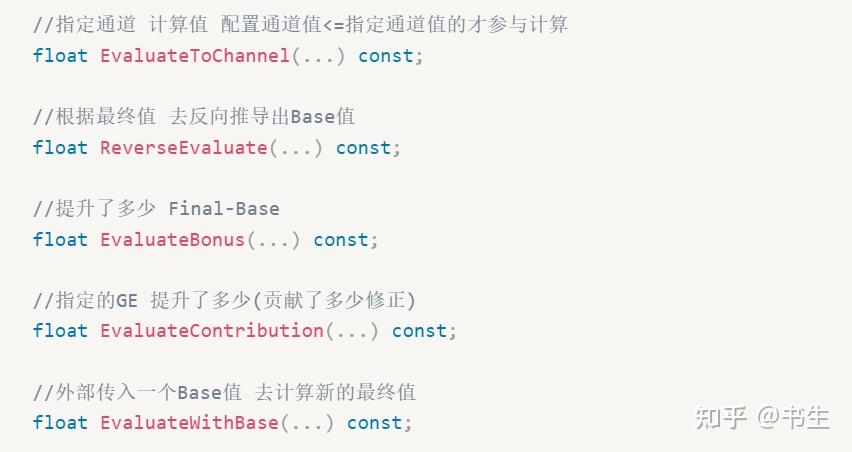 //指定通道 计算值 配置通道值<=指定通道值的才参与计算
float EvaluateToChannel(...) const;
//根据最终值 去反向推导出Base值
float ReverseEvaluate(...) const;
//提升了多少 Final-Base
float EvaluateBonus(...) const;
//指定的GE 提升了多少(贡献了多少修正)
float EvaluateContribution(...) const;
//外部传入一个Base值 去计算新的最终值
float EvaluateWithBase(...) const;
知乎 @书生